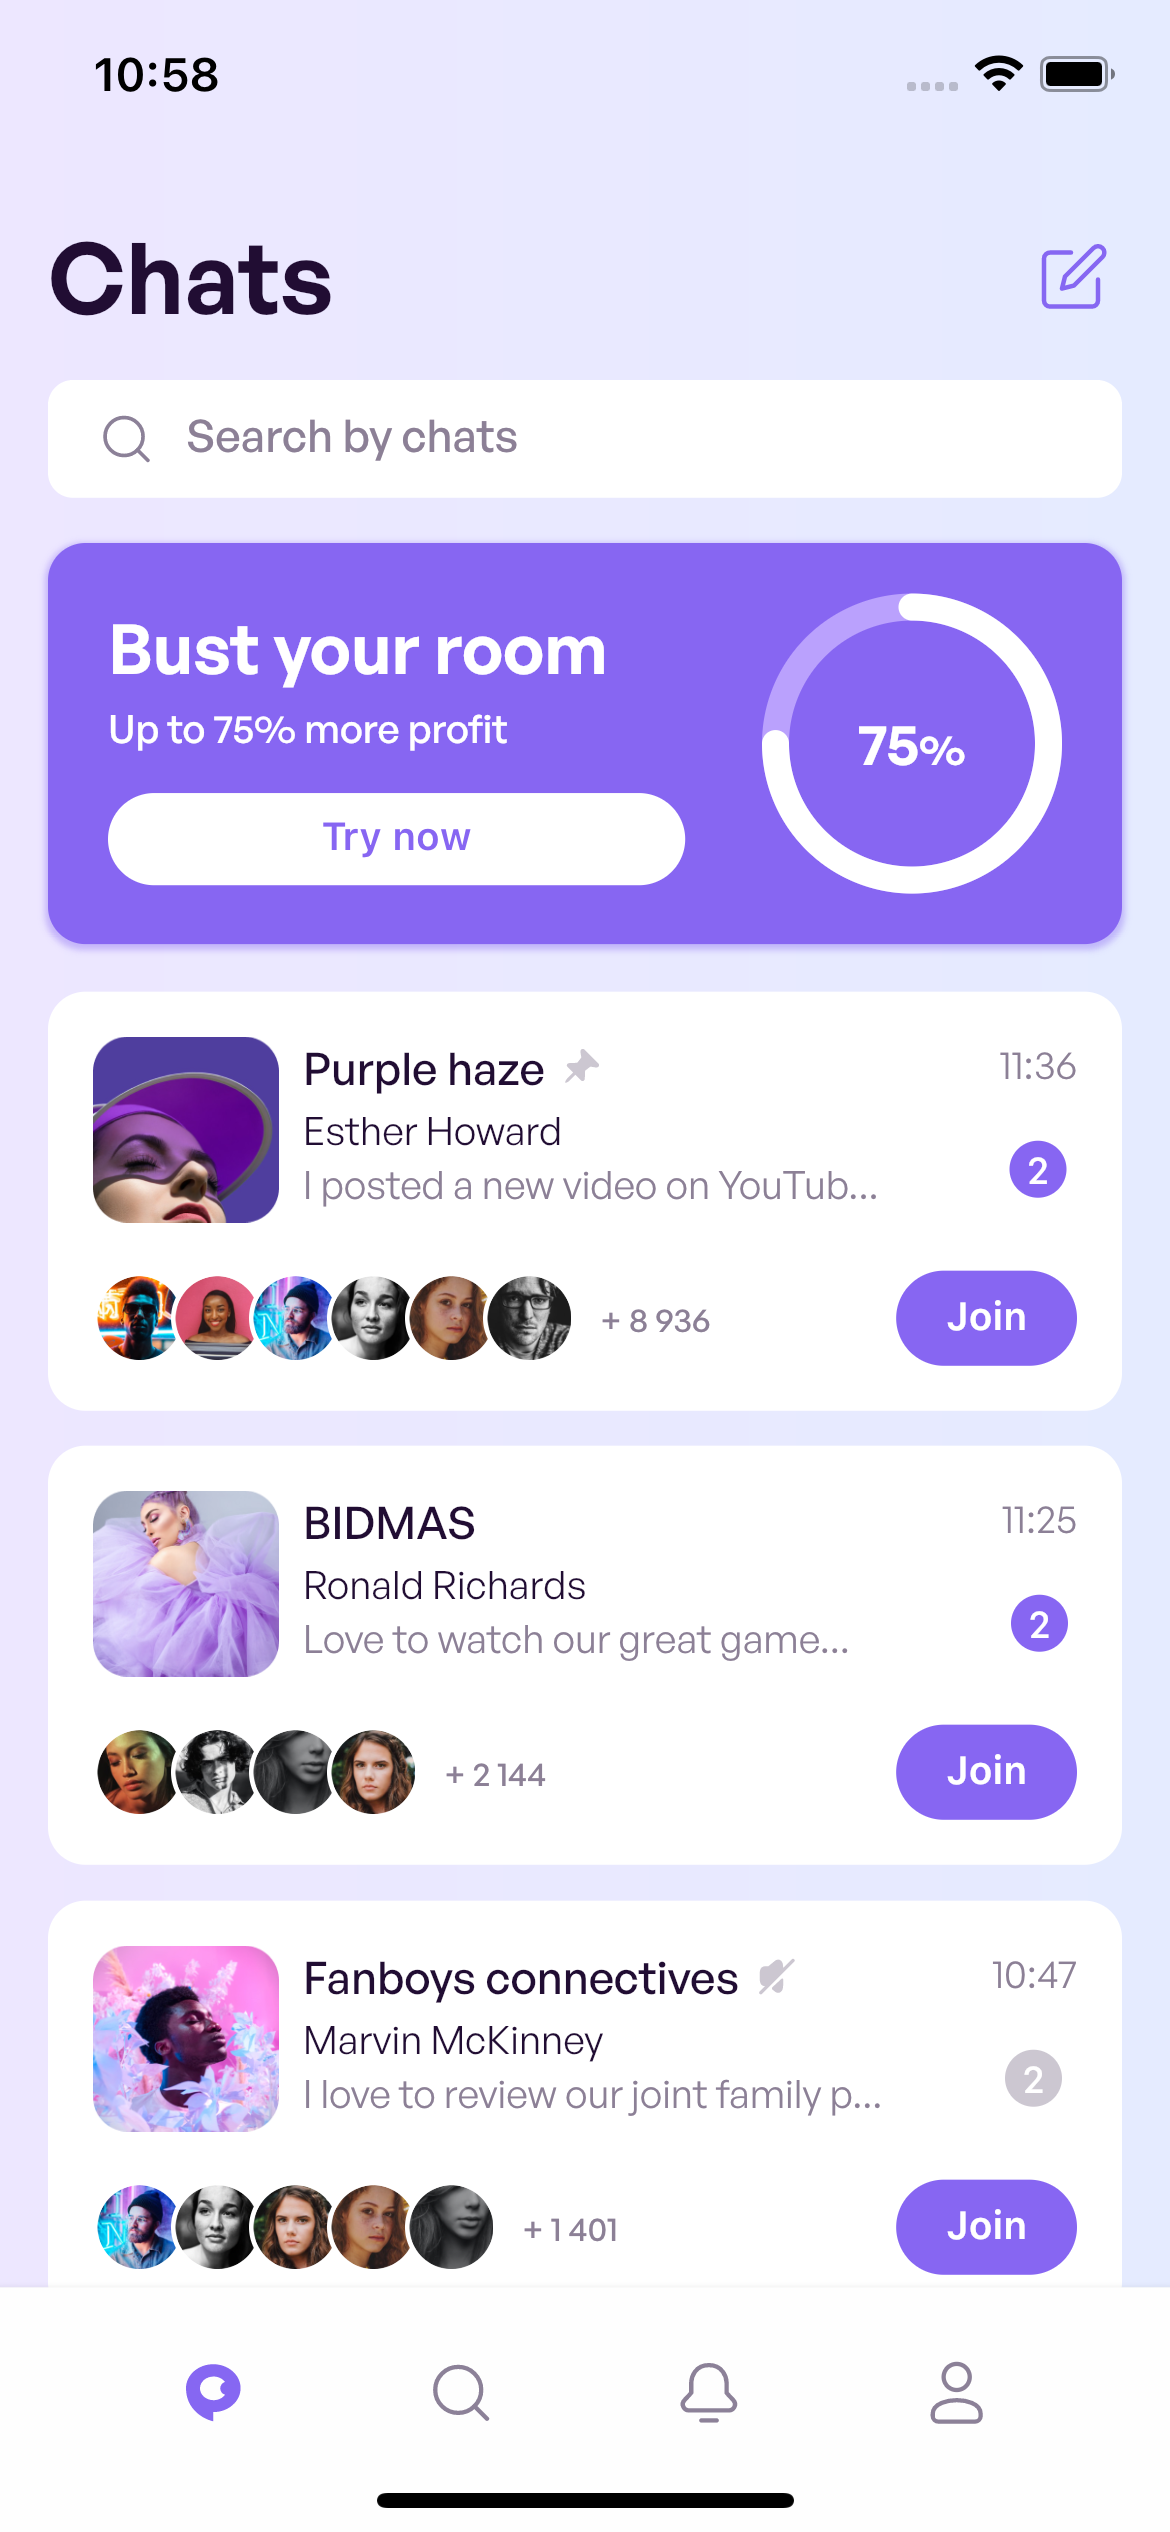 10:58
Chats
Search by chats
Bust your room
Up to 75% more profit
75%
Try now
Purple haze
11:36
Esther Howard
I posted a new video on YouTub...
2
+ 8 936
Join
BIDMAS
11:25
Ronald Richards
Love to watch our great game...
2
+ 2 144
Join
Fanboys connectives
10:47
Marvin McKinney
I love to review our joint family p...
2
+ 1 401
Join